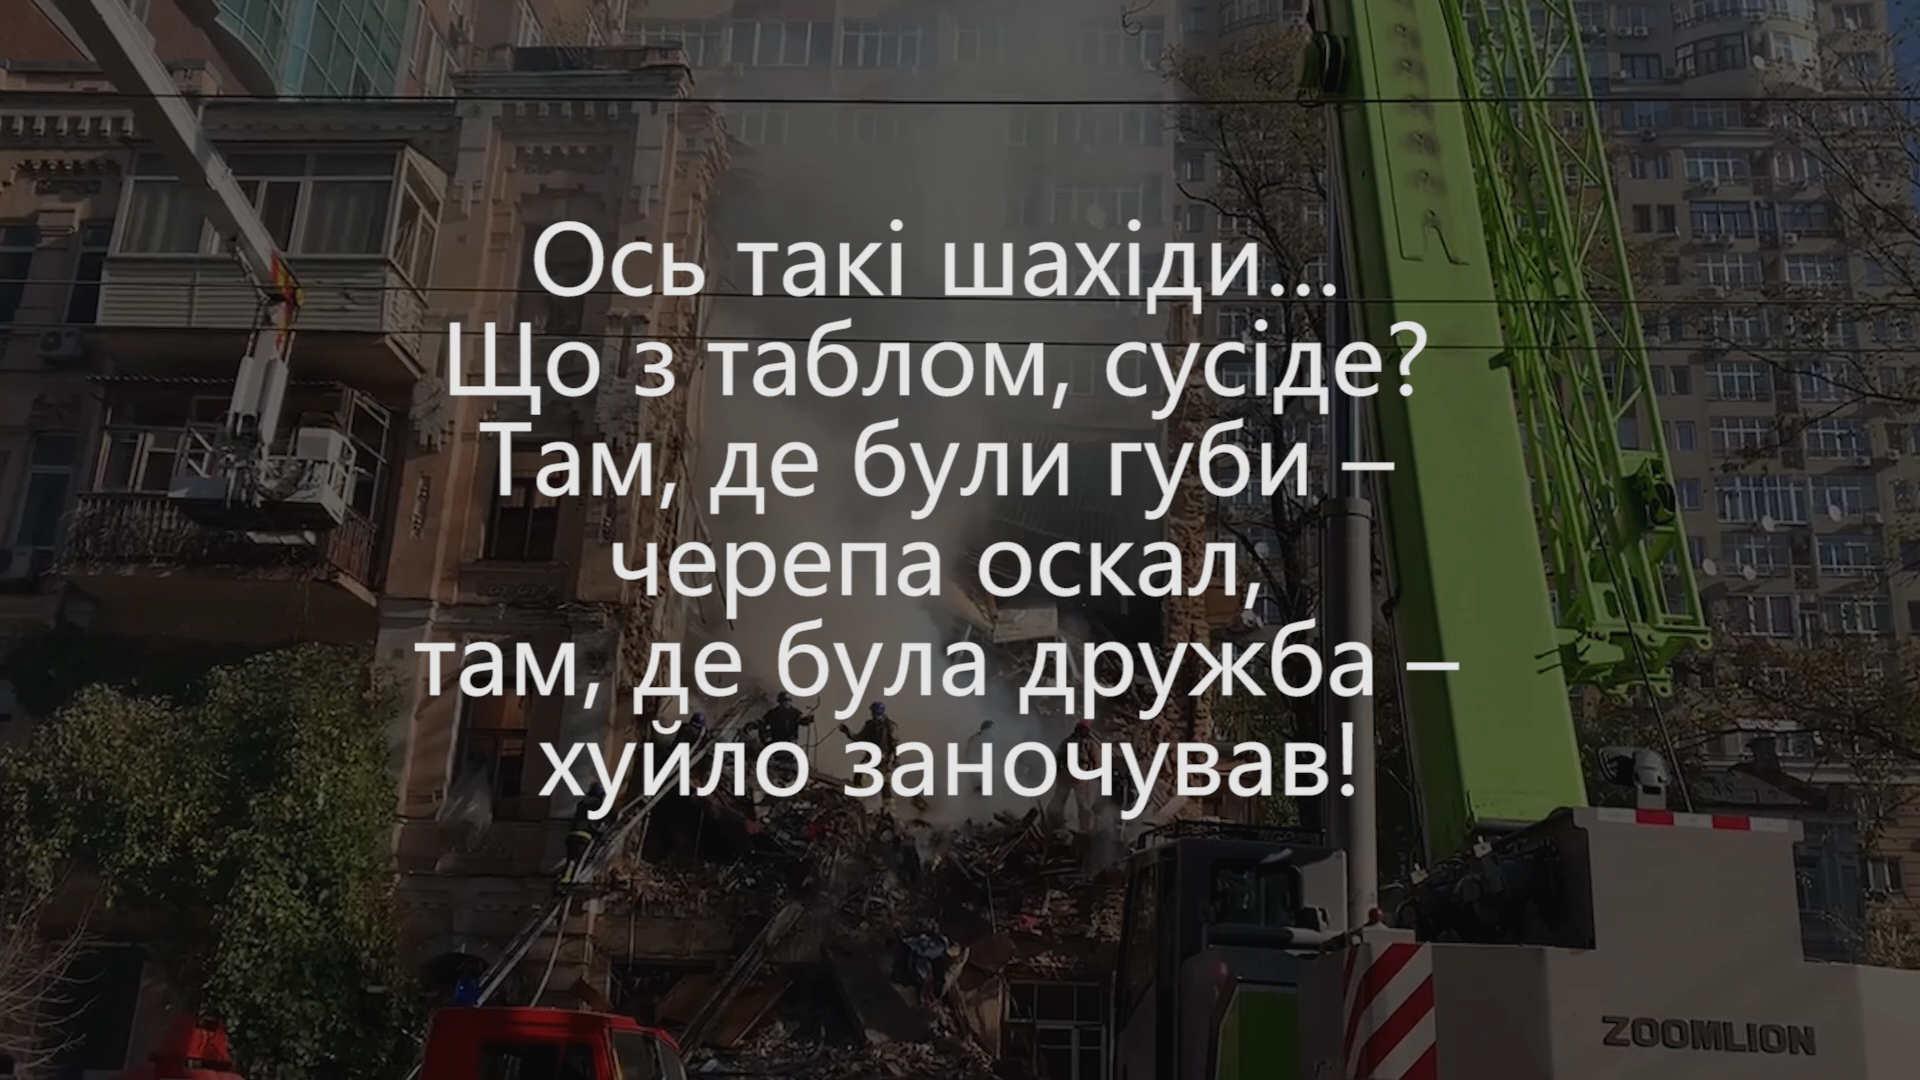 Ось такі шахіди...
Що з таблом, сусіде?
Там, де були губи –
черепа оскал,
там, де була дружба –
хуйло заночував!
ZOOMLION